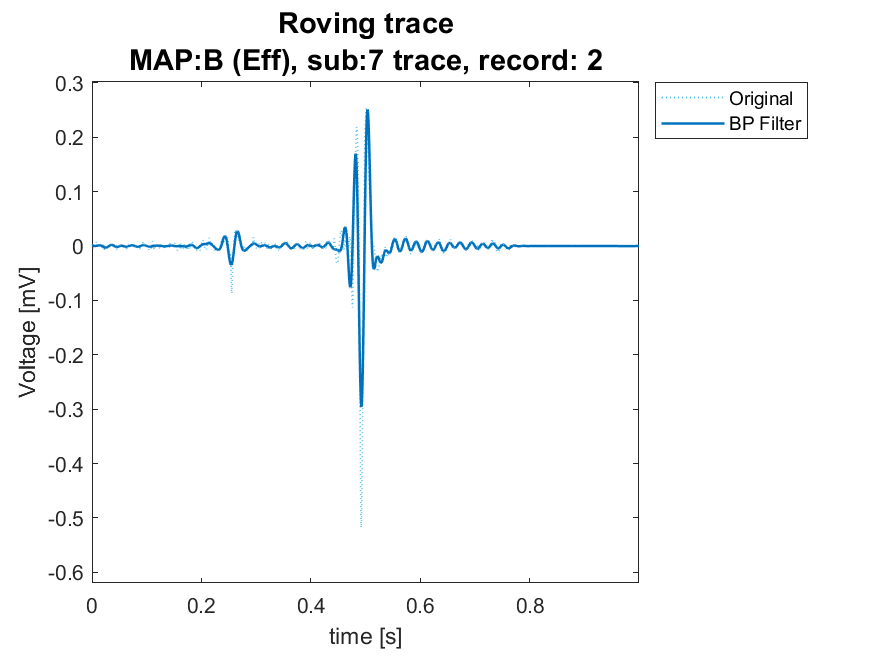 Roving trace
MAP:B (Eff), sub:7 trace, record: 2
Original
BP Filter
0.3
0.2
0.1
0
-0.1
-0.2
-0.3
-0.4
-0.5
-0.6
Voltage [mV]
0 0.2 0.4 0.6 0.8
time [s]